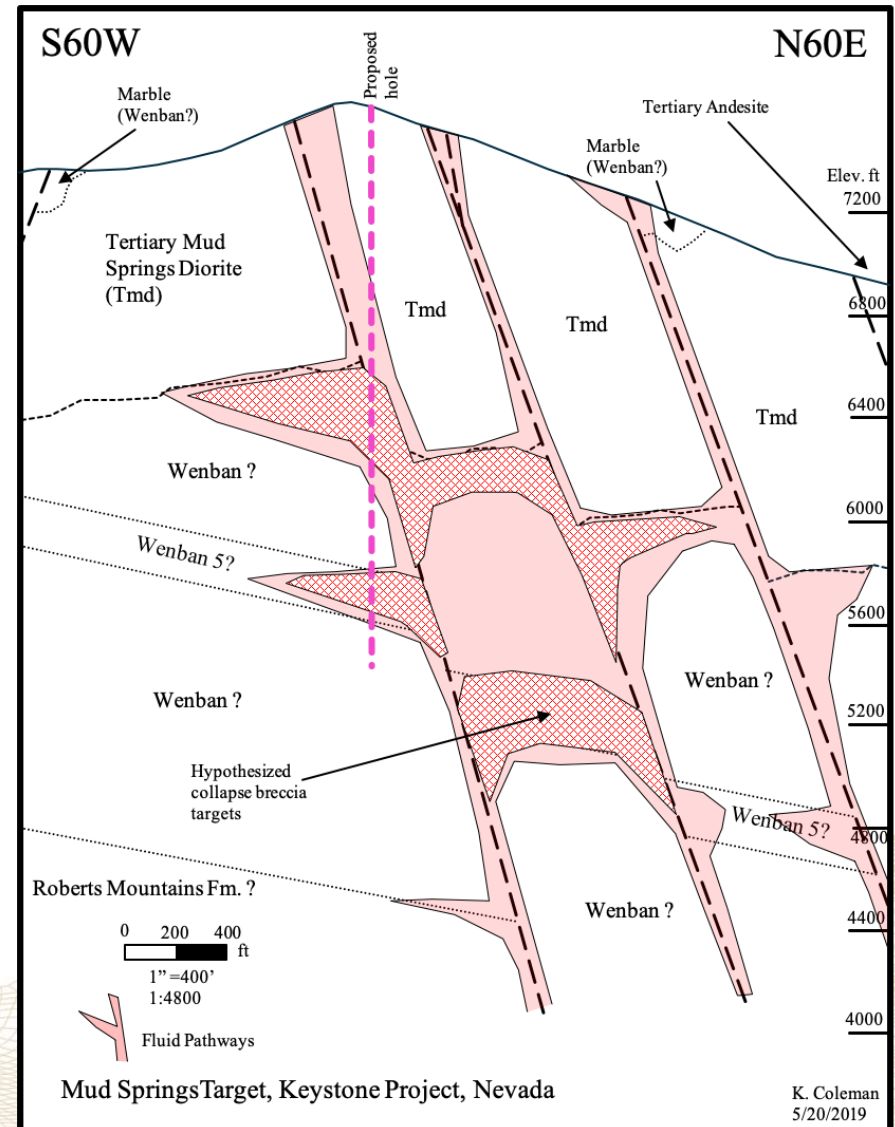 S60W
N60E
Proposed
hole
Marble
(Wenban?)
Tertiary Andesite
Marble
(Wenban?)
Elev. ft
7200
Tertiary Mud
Springs Diorite
(Tmd)
Tmd
Tmd
6800
Tmd
6400
Wenban ?
6000
Wenban 5?
5600
Wenban ?
Wenban ?
5200
Hypothesized
collapse breccia
targets
Wenban 5?
4800
Roberts Mountains Fm. ?
Wenban ?
4400
0 200 400
ft
1” =400’
1:4800
4000
Fluid Pathways
Mud SpringsTarget, Keystone Project, Nevada
K. Coleman
5/20/2019